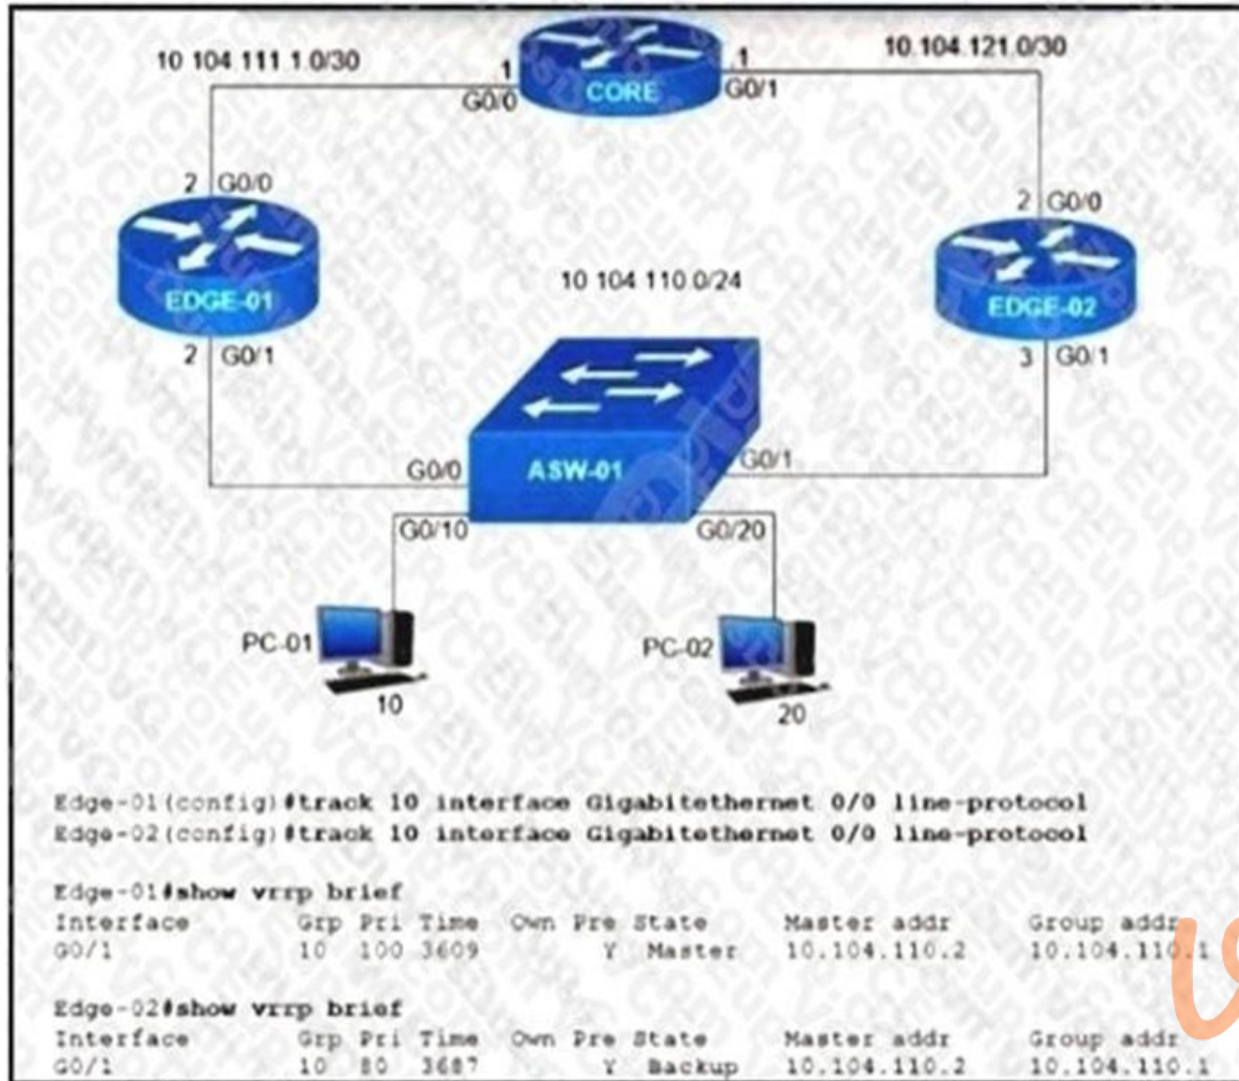 10 104 111 1.0/30
10.104.121.0/30
1
1
G0/0
CORE
G0/1
2 G0/0
2 G0/0
EDGE-01
10 104 110.0/24
EDGE-02
2 G0/1
3 G0/1
G0/0
ASW-01
G0/1
G0/10
G0/20
PC-01
PC-02
10
20
Edge-01(config)#track 10 interface Gigabitethernet 0/0 line-protocol
Edge-02(config)#track 10 interface Gigabitethernet 0/0 line-protocol
Edge-01#show vrrp brief
Interface Grp Pri Time Own Pre State Master addr Group addr
G0/1 10 100 3609 Y Master 10.104.110.2 10.104.110.1
Edge-02#show vrrp brief
Interface Grp Pri Time Own Pre State Master addr Group addr
G0/1 10 80 3687 Y Backup 10.104.110.2 10.104.110.1